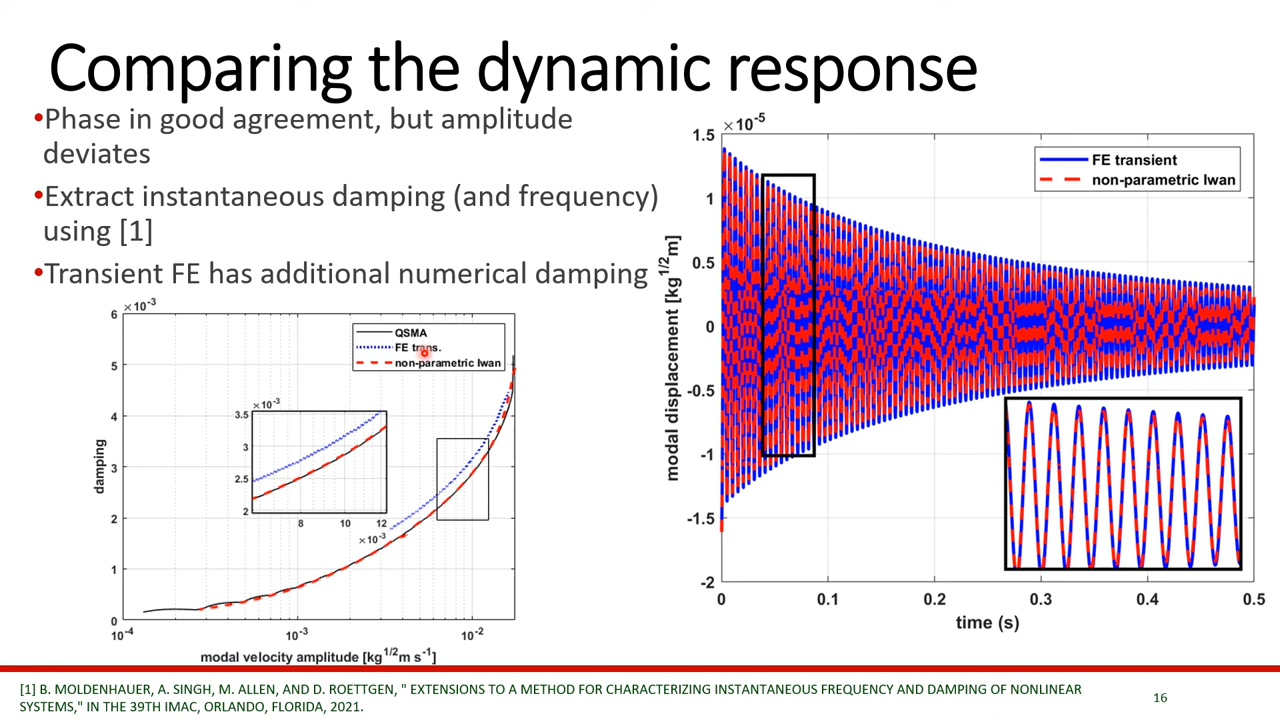 Comparing the dynamic response
•Phase in good agreement, but amplitude
deviates
•Extract instantaneous damping (and frequency)
using [1]
•Transient FE has additional numerical damping
×10-3
6
5
4
3
2
1
0
damping
QSMA
FE trans.
non-parametric Iwan
×10-3
3.5
3
2.5
2
8 10 12
×10-3
10-4 10-3 10-2
modal velocity amplitude [kg1/2m s-1]
×10-5
1.5
1
0.5
0
-0.5
-1
-1.5
-2
modal displacement [kg1/2m]
FE transient
non-parametric Iwan
0 0.1 0.2 0.3 0.4 0.5
time (s)
[1] B. MOLDENHAUER, A. SINGH, M. ALLEN, AND D. ROETTGEN, " EXTENSIONS TO A METHOD FOR CHARACTERIZING INSTANTANEOUS FREQUENCY AND DAMPING OF NONLINEAR
SYSTEMS," IN THE 39TH IMAC, ORLANDO, FLORIDA, 2021.
16